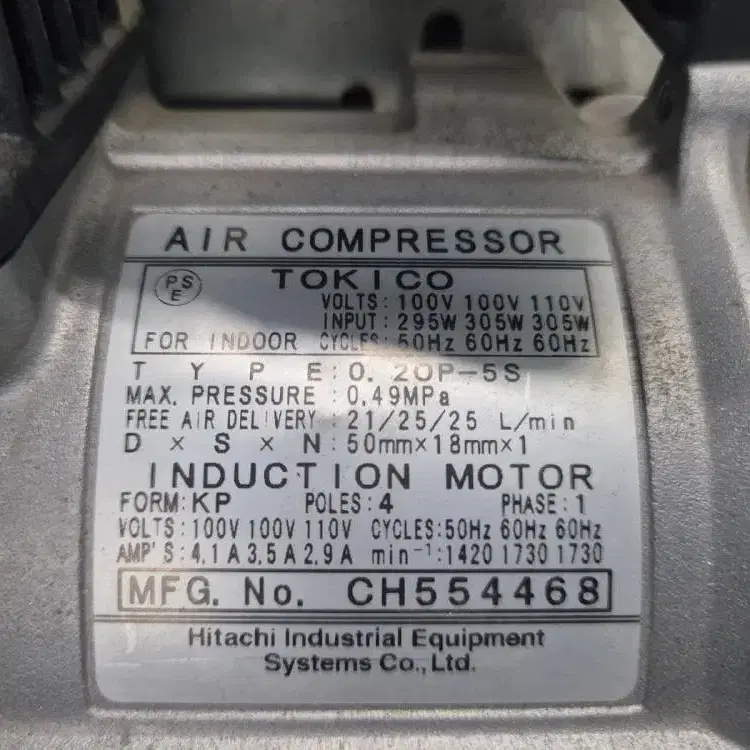 AIR COMPRESSOR
PS
E
TOKICO
VOLTS: 100V 100V 110V
INPUT: 295W 305W 305W
FOR INDOOR CYCLES: 50Hz 60Hz 60Hz
TYPE: 0.2OP-5S
MAX. PRESSURE: 0.49MPa
FREE AIR DELIVERY: 21/25/25 L/min
D×S×N: 50mm×18mm×1
INDUCTION MOTOR
FORM: KP POLES: 4 PHASE: 1
VOLTS: 100V 100V 110V CYCLES: 50Hz 60Hz 60Hz
AMP'S: 4.1A 3.5A 2.9A min⁻¹: 1420 1730 1730
MFG. No. CH554468
Hitachi Industrial Equipment
Systems Co., Ltd.